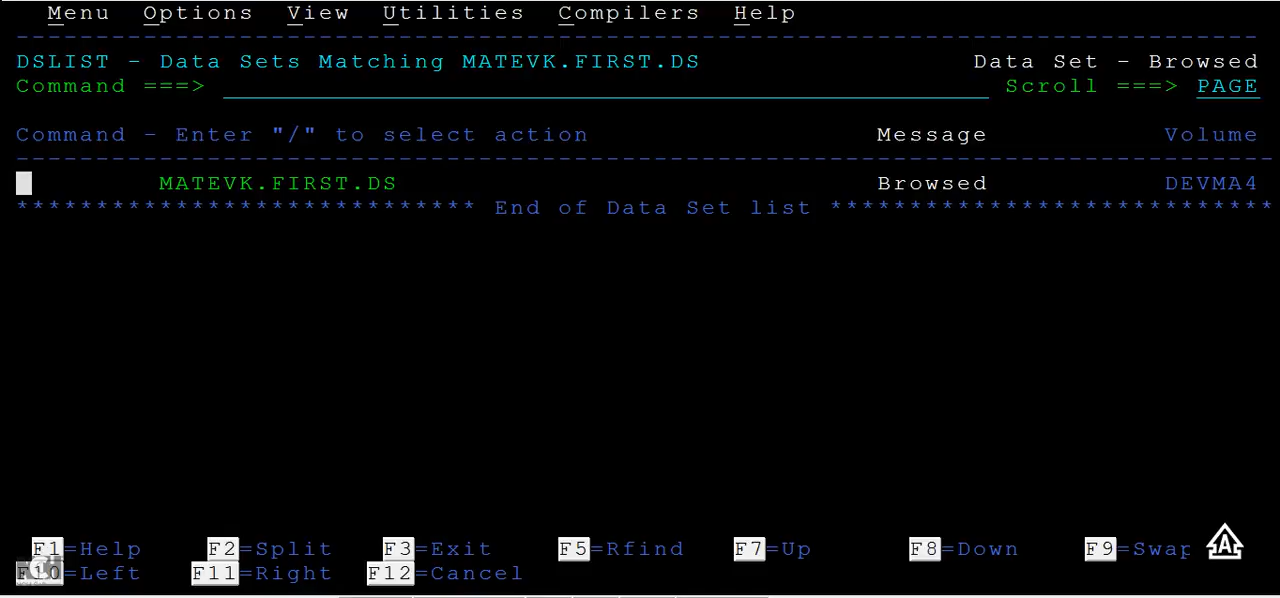 Menu Options View Utilities Compilers Help
--------------------------------------------------------------------------------
DSLIST - Data Sets Matching MATEVK.FIRST.DS Data Set - Browsed
Command ===> Scroll ===> PAGE
Command - Enter "/" to select action Message Volume
--------------------------------------------------------------------------------
MATEVK.FIRST.DS Browsed DEVMA4
***************************** End of Data Set list ****************************
F1=Help F2=Split F3=Exit F5=Rfind F7=Up F8=Down F9=Swap
F10=Left F11=Right F12=Cancel